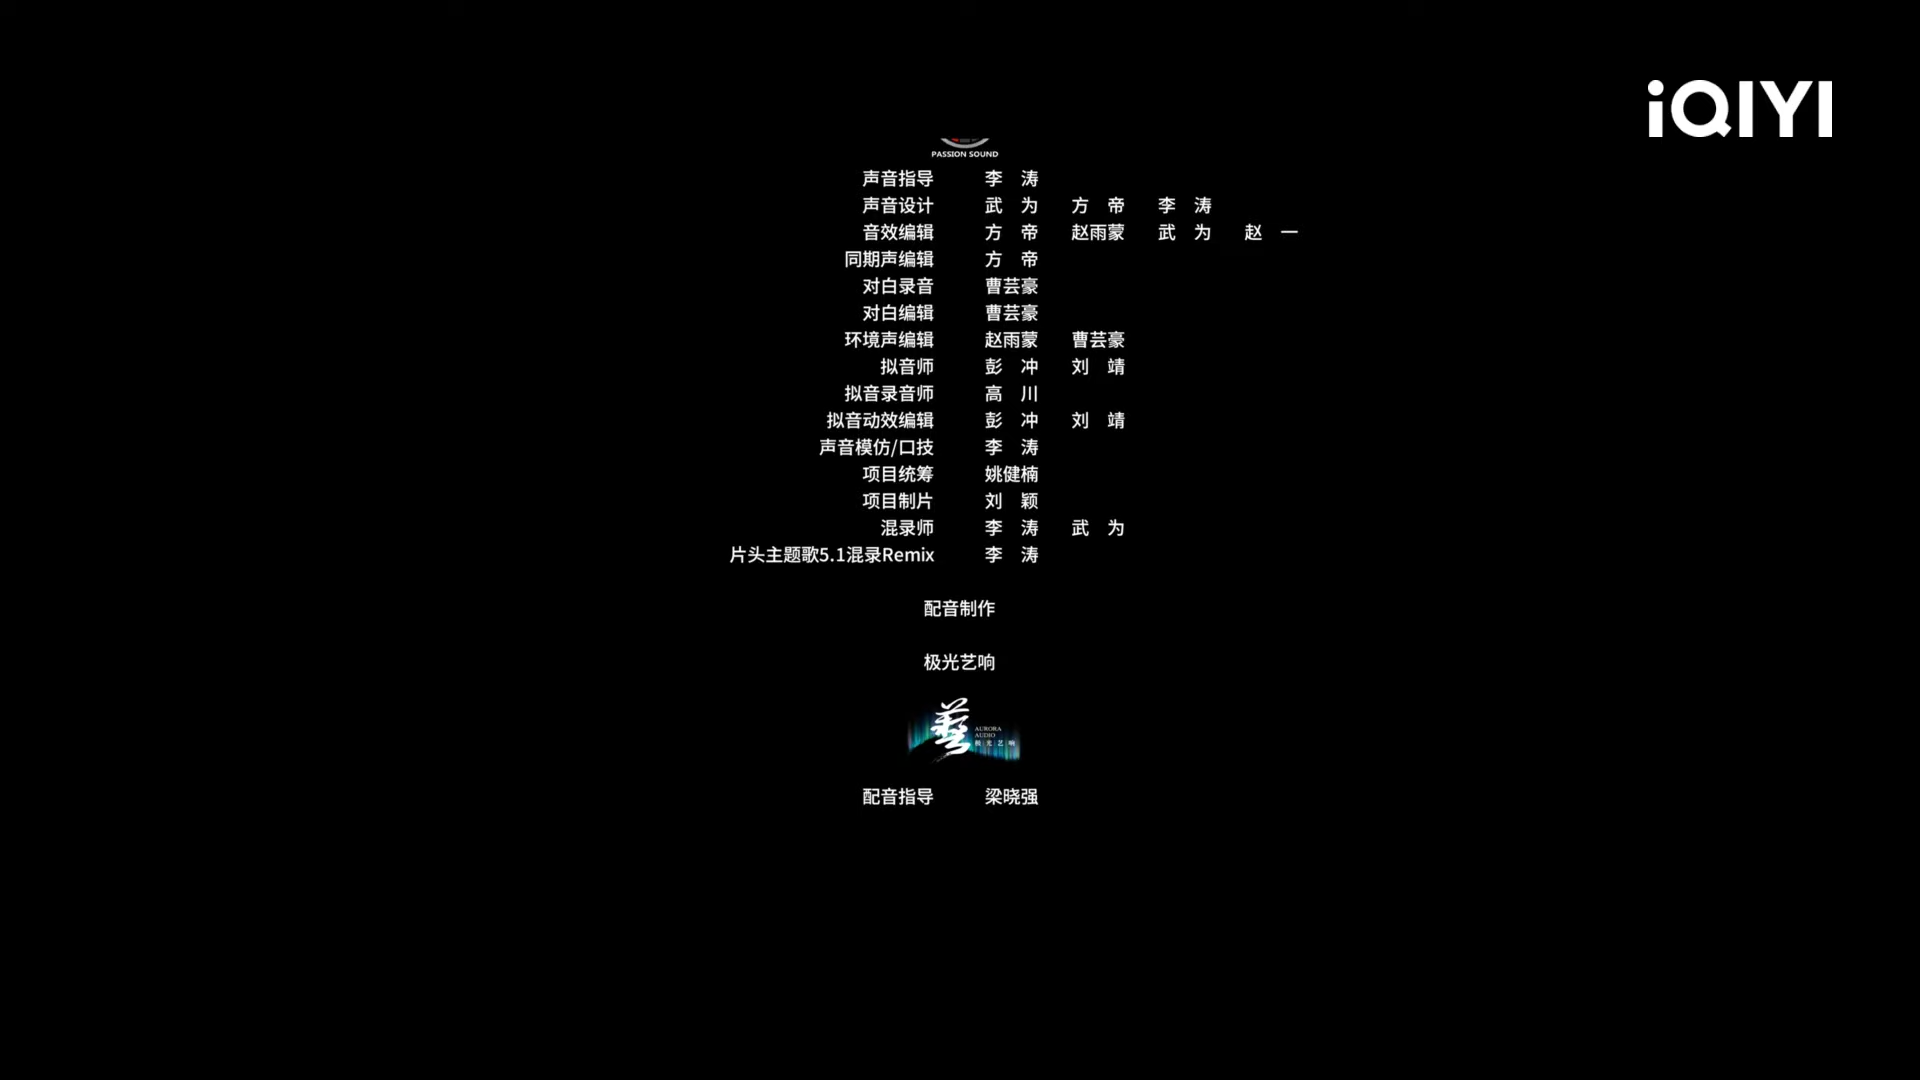 iQIYI
PASSION SOUND
声音指导 李 涛
声音设计 武 为 方 帝 李 涛
音效编辑 方 帝 赵雨蒙 武 为 赵 一
同期声编辑 方 帝
对白录音 曹芸豪
对白编辑 曹芸豪
环境声编辑 赵雨蒙 曹芸豪
拟音师 彭 冲 刘 靖
拟音录音师 高 川
拟音动效编辑 彭 冲 刘 靖
声音模仿/口技 李 涛
项目统筹 姚健楠
项目制片 刘 颖
混录师 李 涛 武 为
片头主题歌5.1混录Remix 李 涛
配音制作
极光艺响
藝
AURORA
AUDIO
极光艺响
配音指导 梁晓强